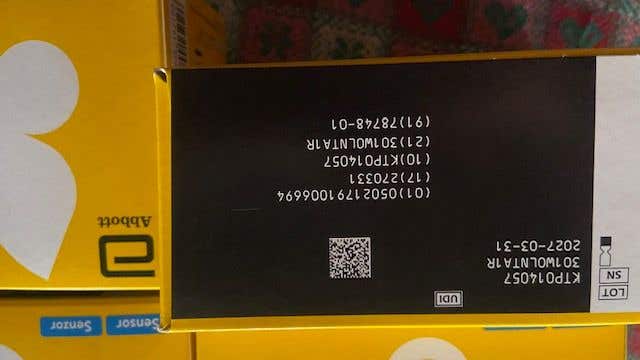 UDI
LOT
SN
KTP014057
301WOLNTA1R
2027-03-31
(01)05021791006694
(17)270331
(10)KTP014057
(21)301WOLNTA1R
(91)78748-01
Abbott
Sensor
Senzor